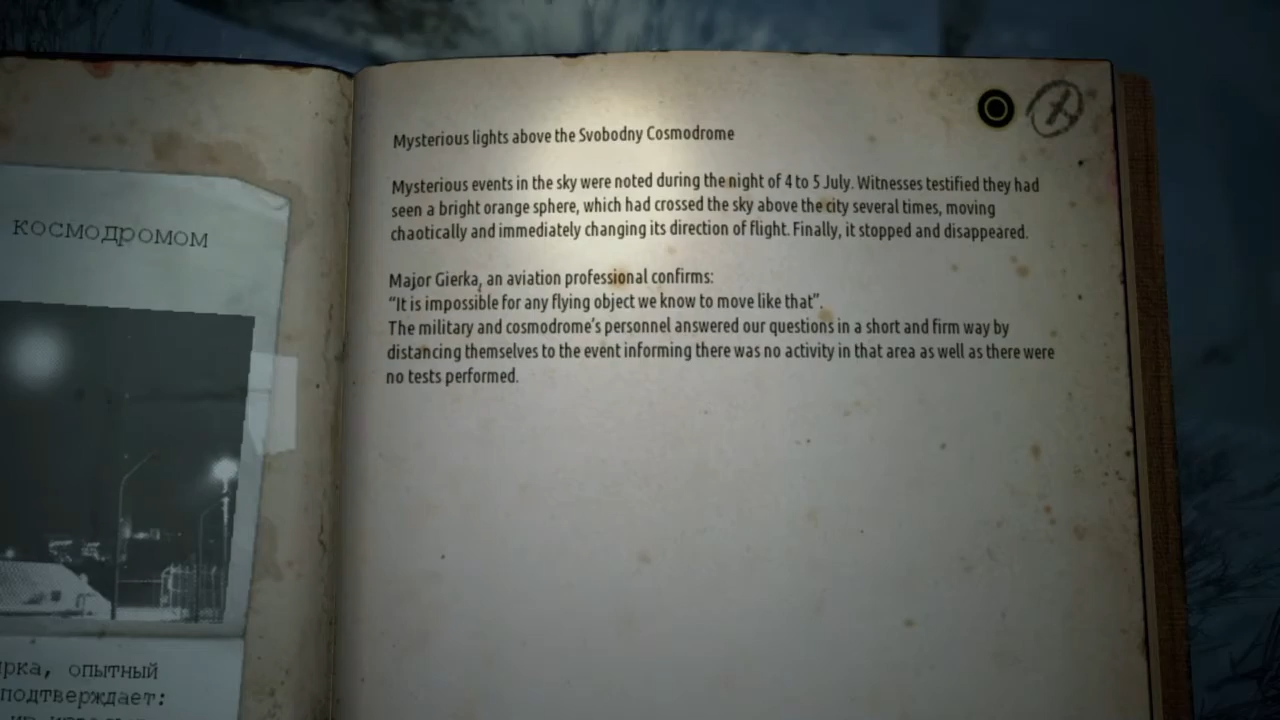 космодромом
рка, опытный
подтверждает:
Mysterious lights above the Svobodny Cosmodrome
Mysterious events in the sky were noted during the night of 4 to 5 July. Witnesses testified they had
seen a bright orange sphere, which had crossed the sky above the city several times, moving
chaotically and immediately changing its direction of flight. Finally, it stopped and disappeared.
Major Gierka, an aviation professional confirms:
“It is impossible for any flying object we know to move like that”.
The military and cosmodrome’s personnel answered our questions in a short and firm way by
distancing themselves to the event informing there was no activity in that area as well as there were
no tests performed.